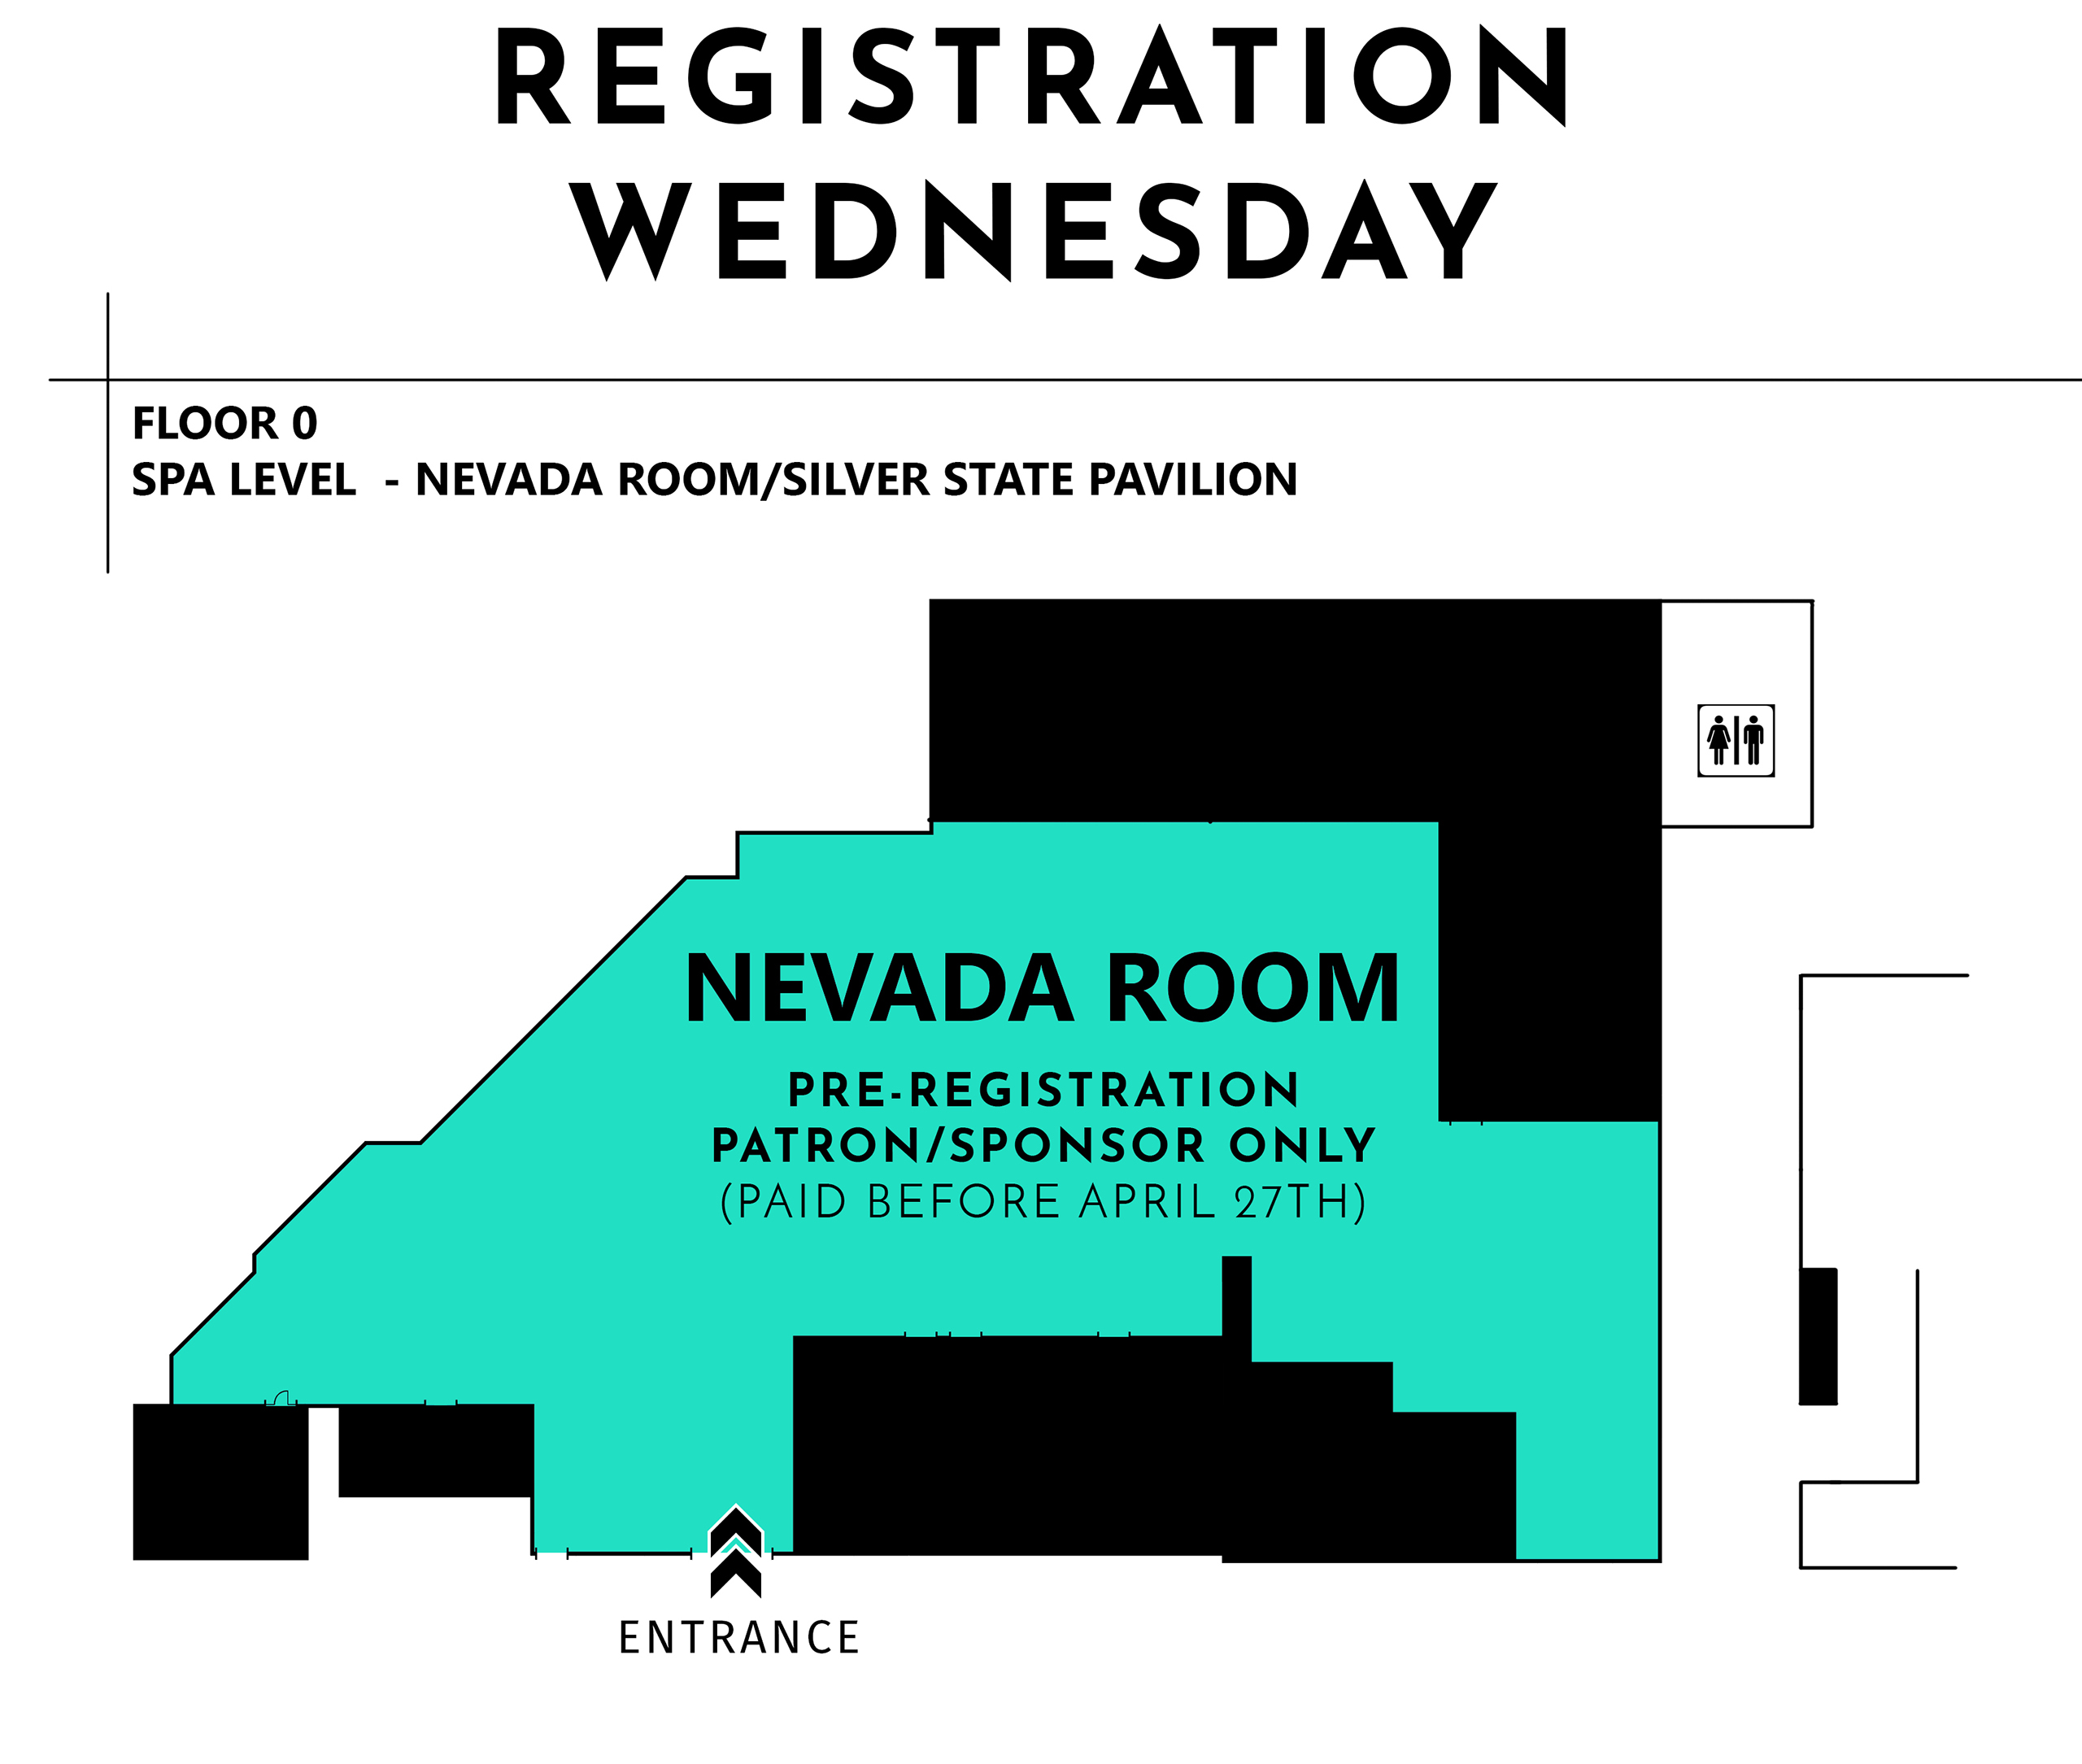 REGISTRATION
WEDNESDAY
FLOOR 0
SPA LEVEL - NEVADA ROOM/SILVER STATE PAVILION
NEVADA ROOM
PRE-REGISTRATION
PATRON/SPONSOR ONLY
(PAID BEFORE APRIL 27TH)
ENTRANCE